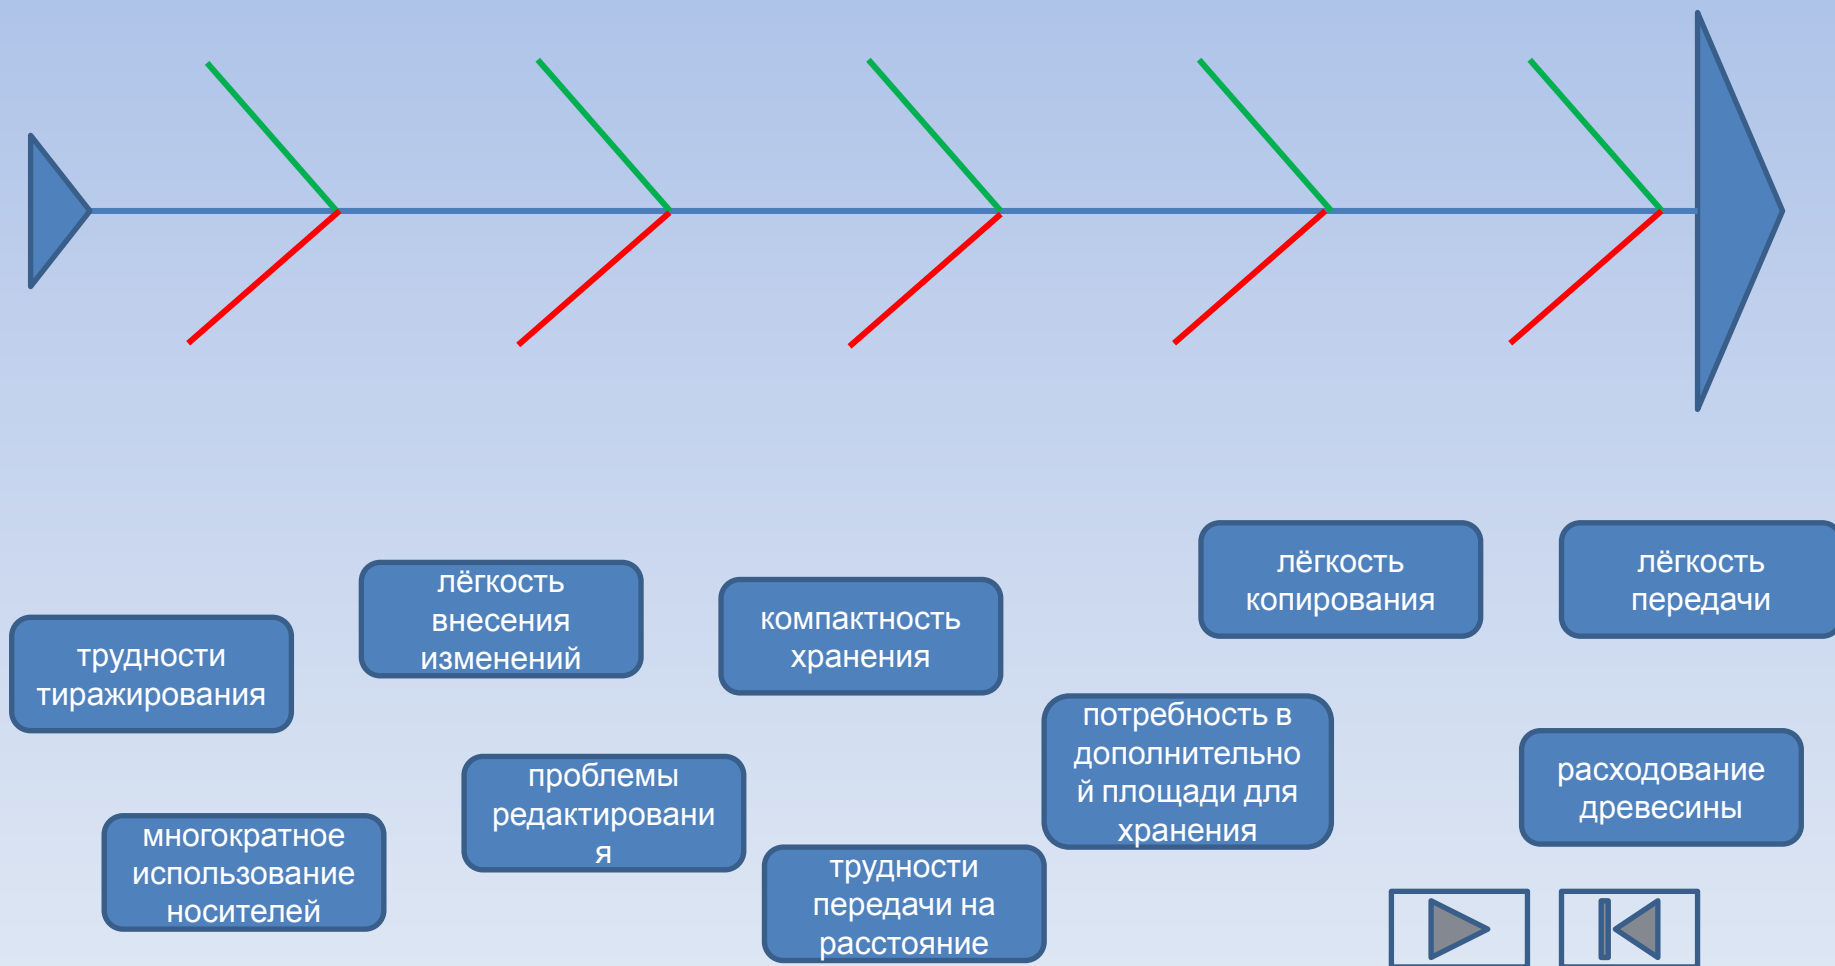 лёгкость
копирования
лёгкость
передачи
лёгкость
внесения
изменений
компактность
хранения
трудности
тиражирования
потребность в
дополнительно
й площади для
хранения
расходование
древесины
проблемы
редактировани
я
многократное
использование
носителей
трудности
передачи на
расстояние